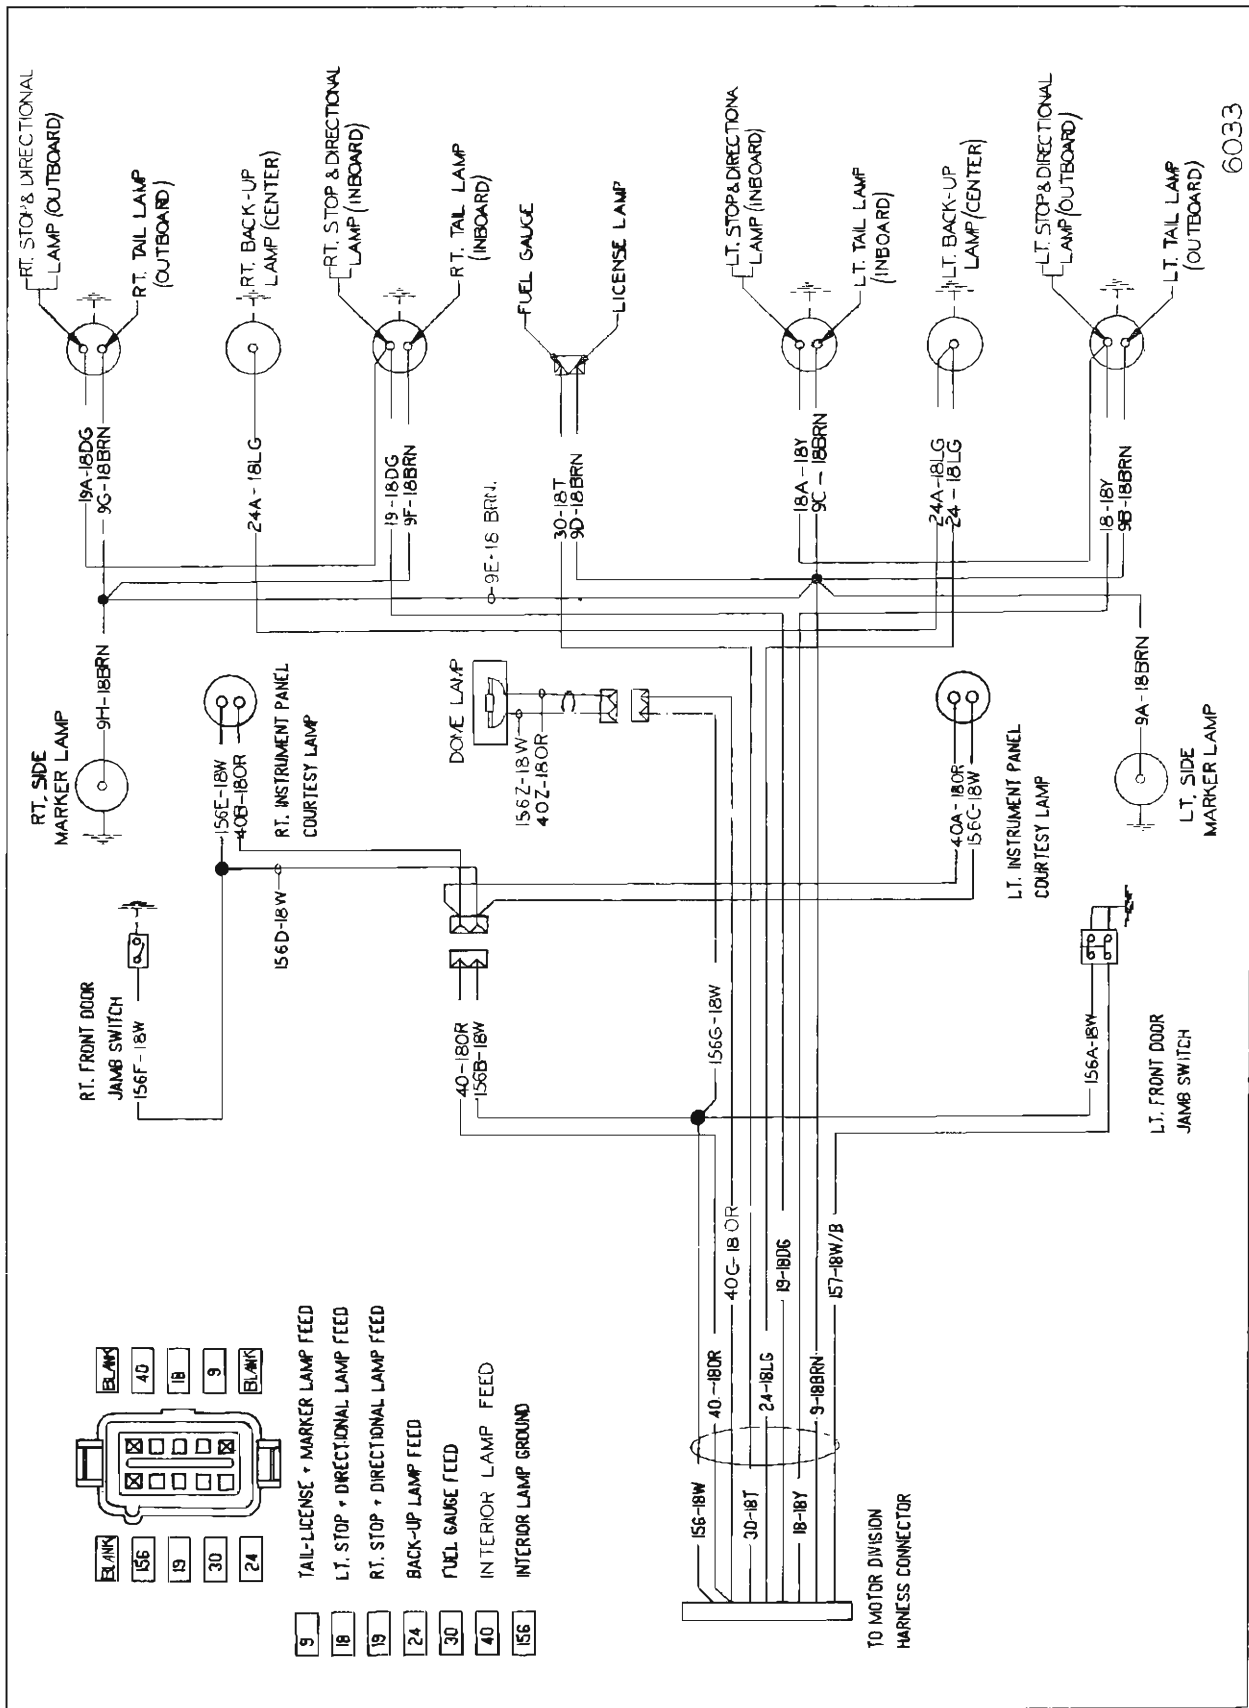 RT. STOP & DIRECTIONAL
LAMP (OUTBOARD)
RT. TAIL LAMP
(OUTBOARD)
RT. BACK-UP
LAMP (CENTER)
RT. STOP & DIRECTIONAL
LAMP (INBOARD)
RT. TAIL LAMP
(INBOARD)
FUEL GAUGE
LICENSE LAMP
LT. STOP & DIRECTIONA
LAMP (INBOARD)
LT. TAIL LAMP
(INBOARD)
LT. BACK-UP
LAMP (CENTER)
LT. STOP & DIRECTIONAL
LAMP (OUTBOARD)
LT. TAIL LAMP
(OUTBOARD)
6033
19A-18DG
9G-18BRN
24A-18LG
19-18DG
9F-18BRN
9E-18 BRN.
30-18T
9D-18BRN
18A-18Y
9C-18BRN
24A-18LG
24-18LG
18-18Y
9B-18BRN
RT. SIDE
MARKER LAMP
9H-18BRN
156E-18W
40B-18OR
RT. INSTRUMENT PANEL
COURTESY LAMP
DOME LAMP
156Z-18W
40Z-18OR
40A-18OR
156C-18W
LT. INSTRUMENT PANEL
COURTESY LAMP
9A-18BRN
LT. SIDE
MARKER LAMP
RT. FRONT DOOR
JAMB SWITCH
156F-18W
156D-18W
40-18OR
156B-18W
156G-18W
156A-18W
LT. FRONT DOOR
JAMB SWITCH
BLANK
40
18
9
BLANK
BLANK
156
19
30
24
9 TAIL-LICENSE + MARKER LAMP FEED
18 LT. STOP + DIRECTIONAL LAMP FEED
19 RT. STOP + DIRECTIONAL LAMP FEED
24 BACK-UP LAMP FEED
30 FUEL GAUGE FEED
40 INTERIOR LAMP FEED
156 INTERIOR LAMP GROUND
156-18W
40-18OR
40C-18 OR
30-18T
24-18LG
19-18DG
18-18Y
9-18BRN
157-18W/B
TO MOTOR DIVISION
HARNESS CONNECTOR